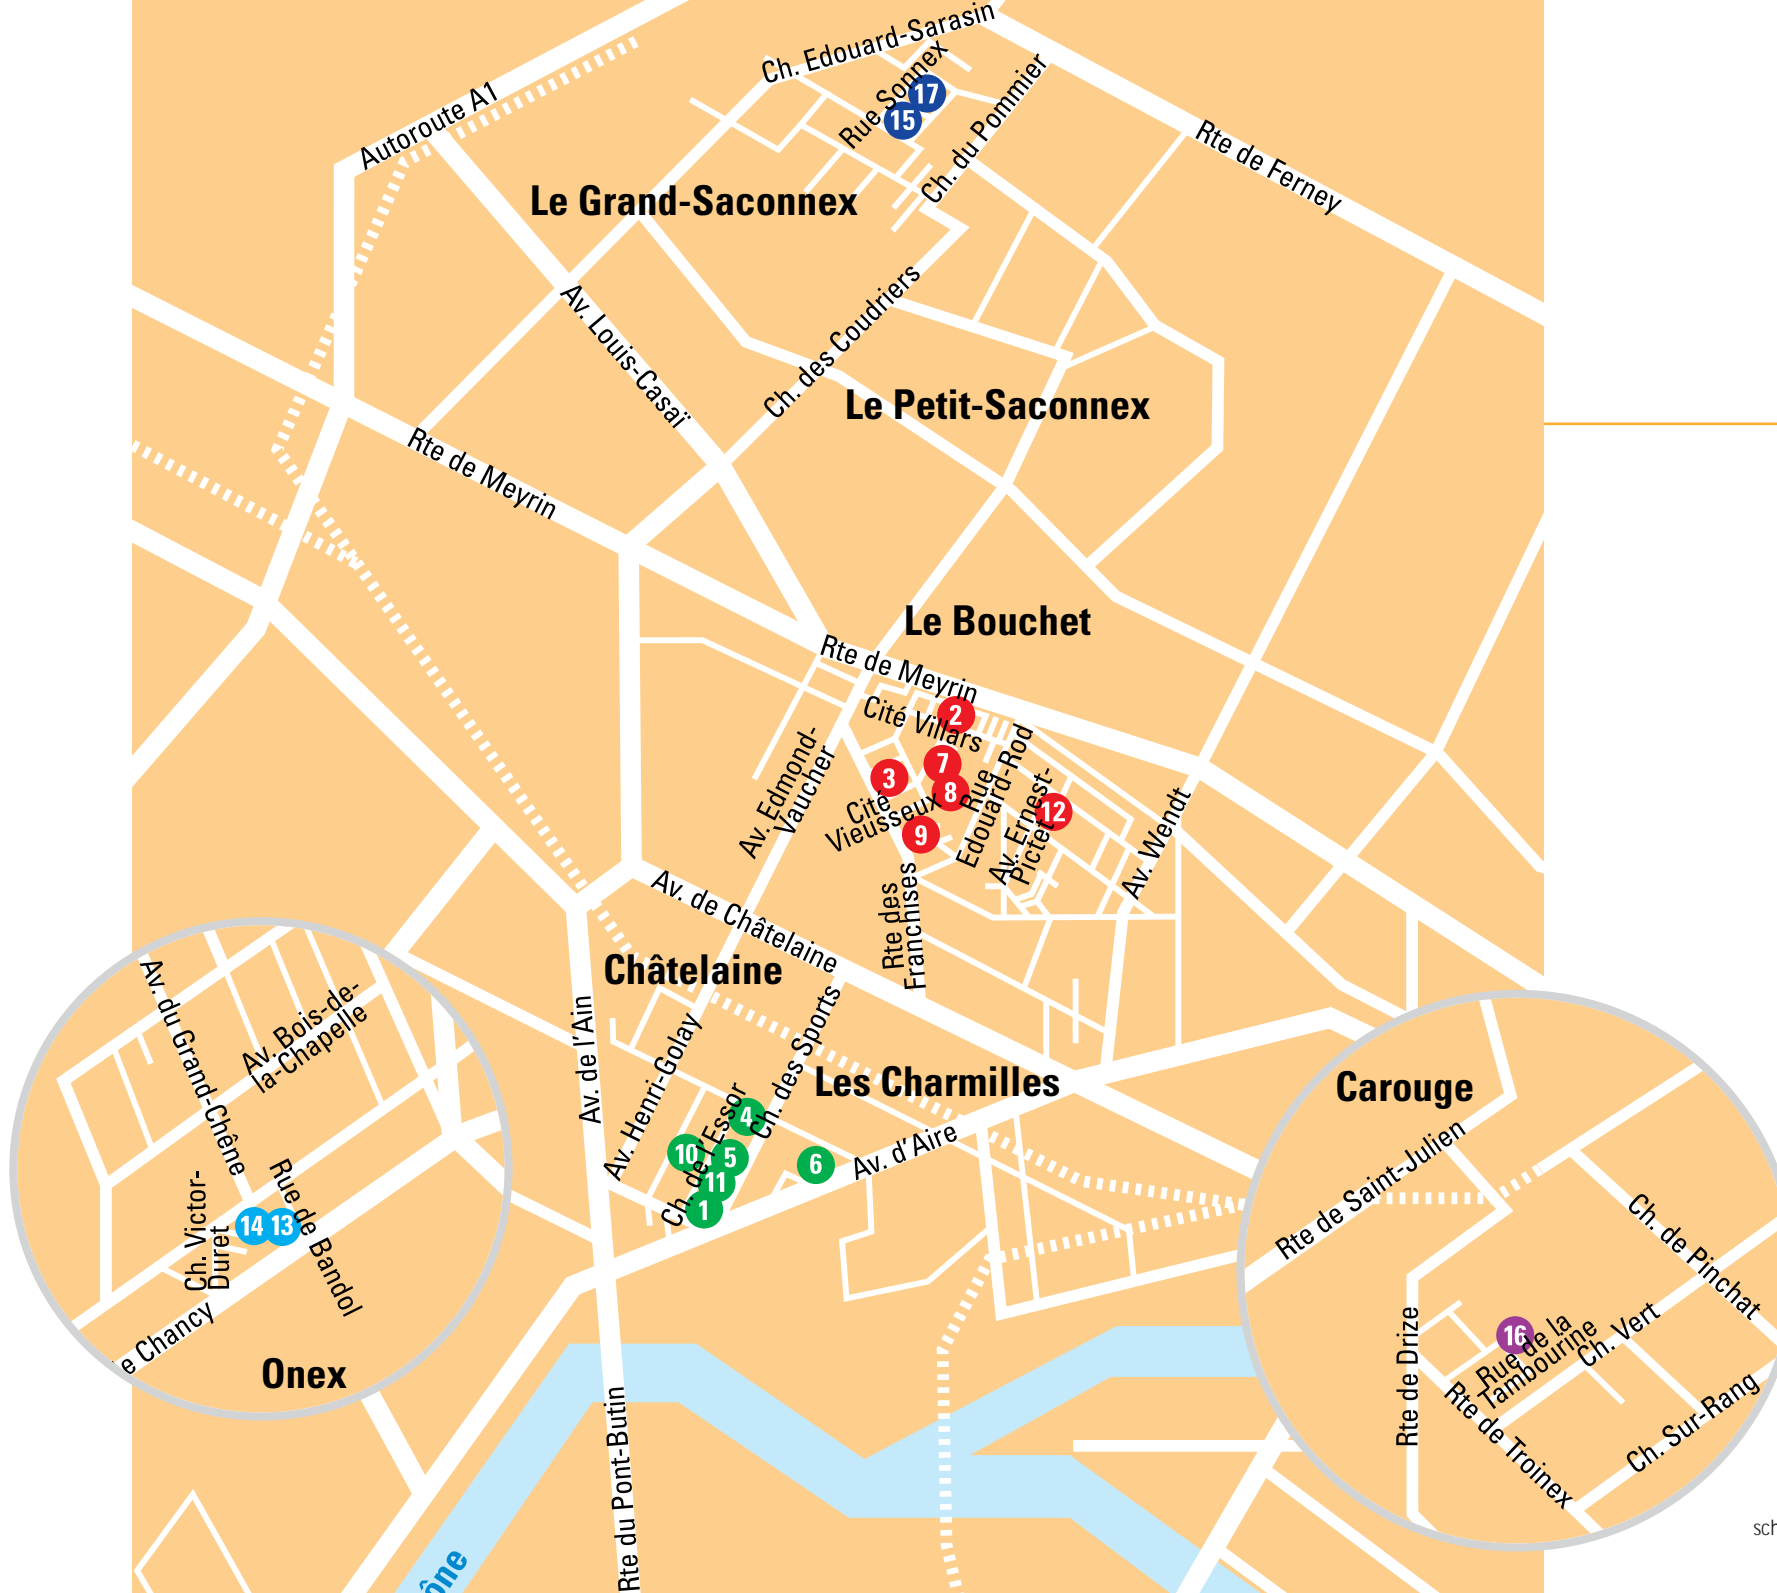 Ch. Edouard-Sarasin
Autoroute A1
Rue Sonnex
17
15
Ch. du Pommier
Rte de Ferney
Le Grand-Saconnex
Av. Louis-Casaï
Ch. des Coudriers
Le Petit-Saconnex
Rte de Meyrin
Le Bouchet
Rte de Meyrin
2
Cité Villars
7
3
8
Cité
Vieusseux
9
Rue
Edouard-Rod
Av. Ernest-
Pictet
12
Av. Edmond-
Vaucher
Av. Wendt
Av. de Châtelaine
Rte des
Franchises
Châtelaine
Av. de l'Ain
Av. Henri-Golay
Ch. des Sports
Les Charmilles
Ch. de l'Essor
4
10
5
11
1
6
Av. d'Aire
Av. du Grand-Chêne
Av. Bois-de-
la-Chapelle
Ch. Victor-
Duret
14
13
Rue de Bandol
e Chancy
Onex
Carouge
Rte de Saint-Julien
Ch. de Pinchat
Rte de Drize
16
Rue de la
Tambourine
Ch. Vert
Rte de Troinex
Ch. Sur-Rang
Rte du Pont-Butin
ône
sch